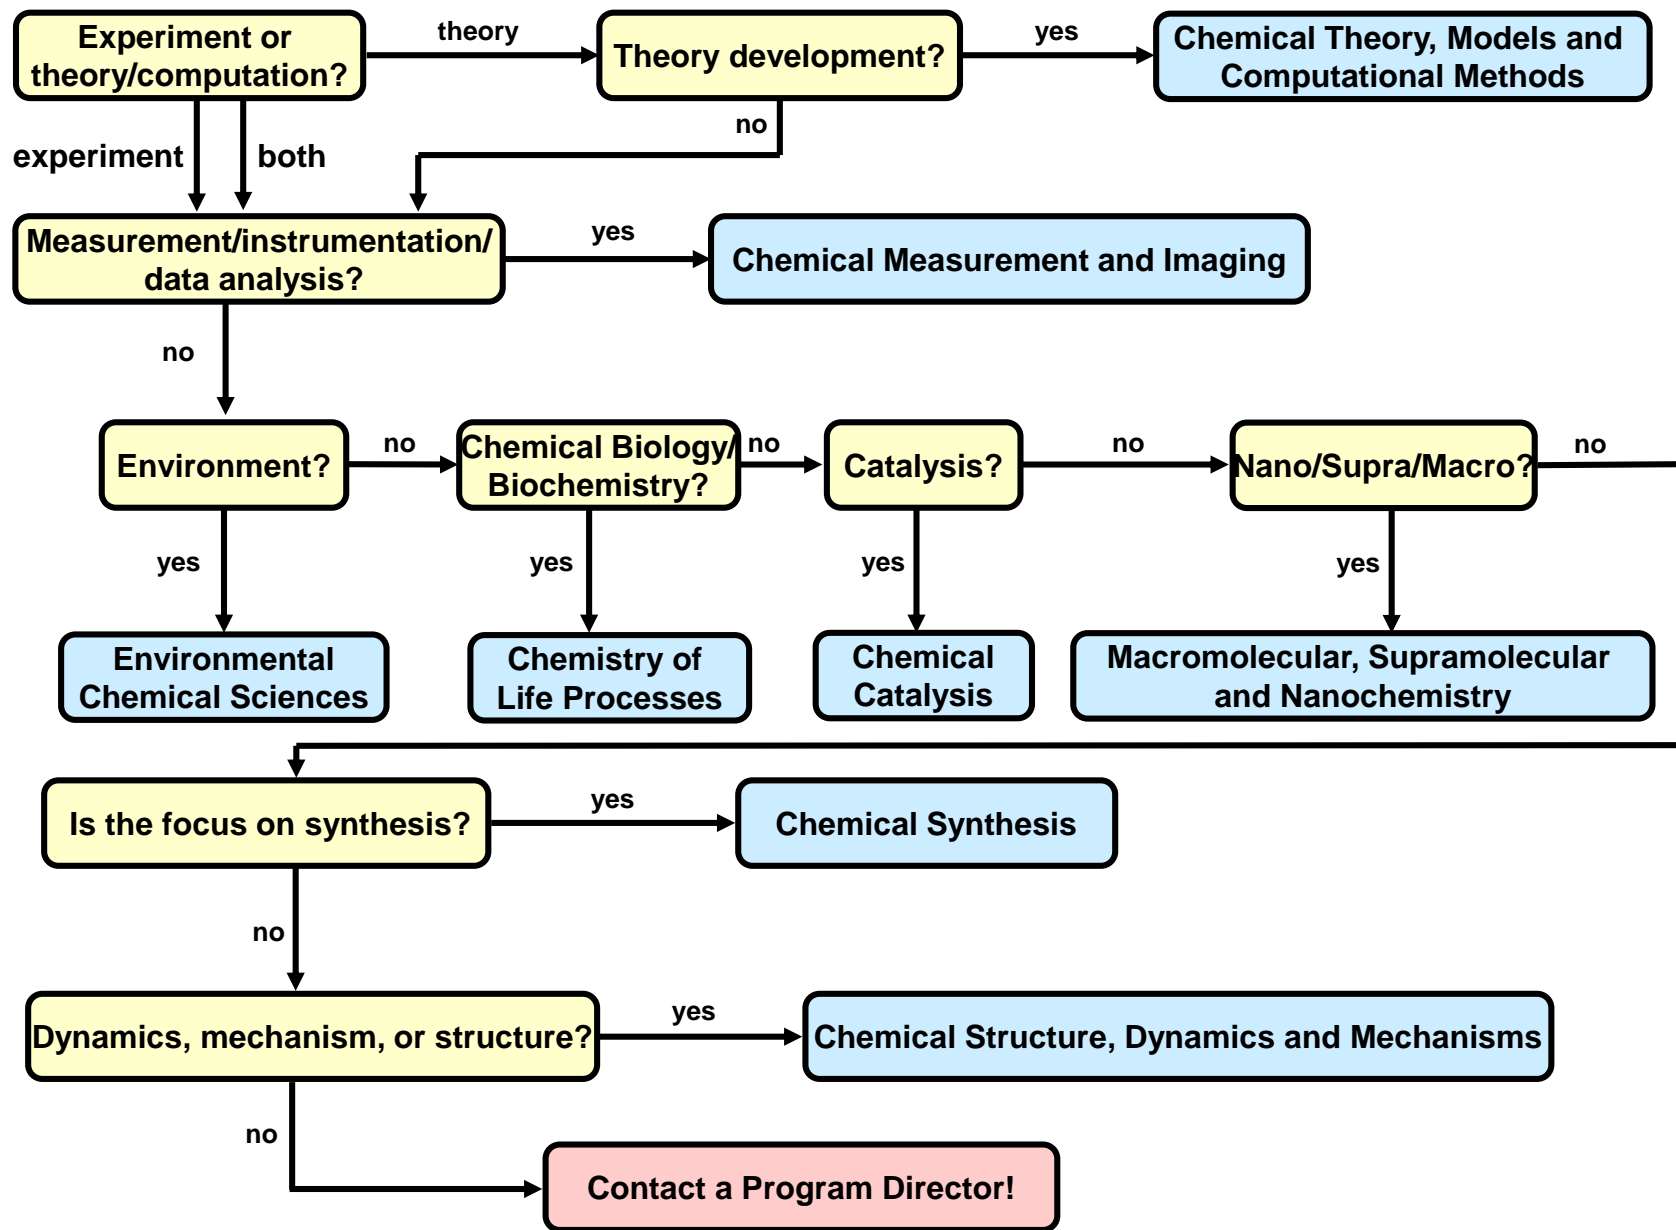 Experiment or
theory/computation?
theory
Theory development?
yes
Chemical Theory, Models and
Computational Methods
no
experiment
both
Measurement/instrumentation/
data analysis?
yes
Chemical Measurement and Imaging
no
Environment?
no
Chemical Biology/
Biochemistry?
no
Catalysis?
no
Nano/Supra/Macro?
no
yes
yes
yes
yes
Environmental
Chemical Sciences
Chemistry of
Life Processes
Chemical
Catalysis
Macromolecular, Supramolecular
and Nanochemistry
Is the focus on synthesis?
yes
Chemical Synthesis
no
Dynamics, mechanism, or structure?
yes
Chemical Structure, Dynamics and Mechanisms
no
Contact a Program Director!